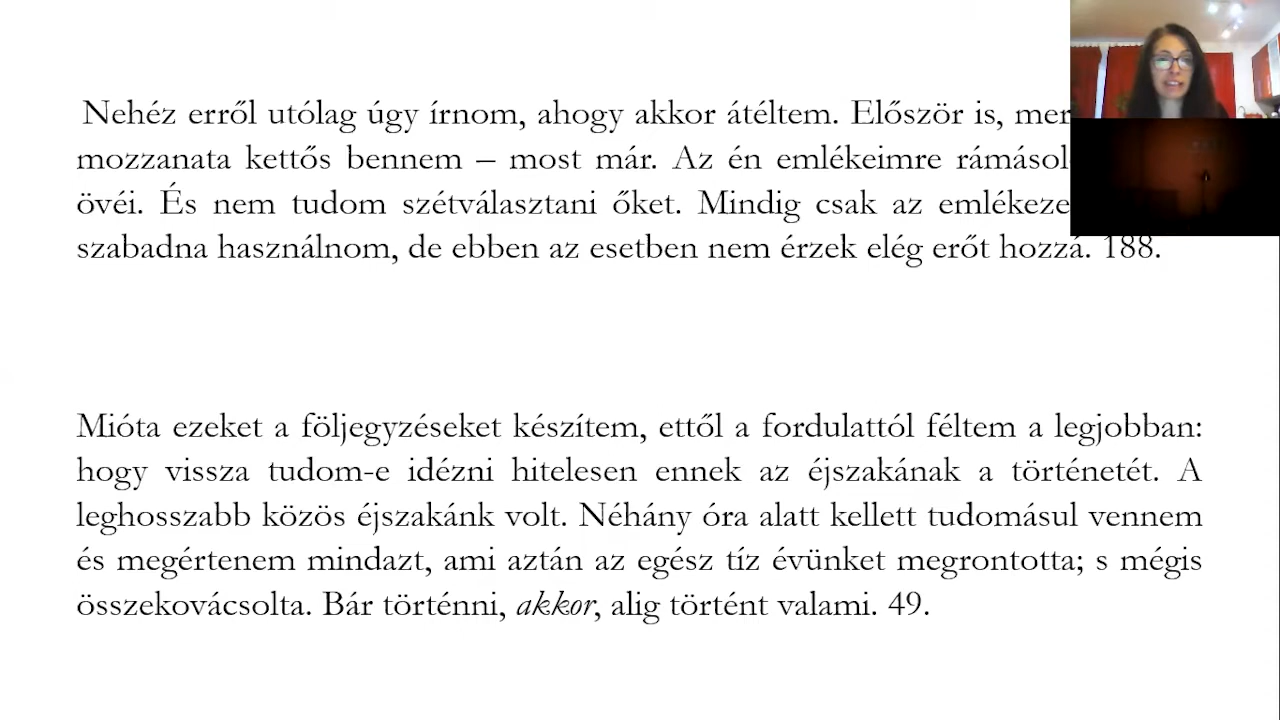 Nehéz erről utólag úgy írnom, ahogy akkor átéltem. Először is,
mozzanata kettős bennem – most már. Az én emlékeimre
övéi. És nem tudom szétválasztani őket. Mindig csak az
szabadna használnom, de ebben az esetben nem érzek elég erőt hozzá. 188.
Mióta ezeket a följegyzéseket készítem, ettől a fordulattól féltem a legjobban:
hogy vissza tudom-e idézni hitelesen ennek az éjszakának a történetét. A
leghosszabb közös éjszakánk volt. Néhány óra alatt kellett tudomásul vennem
és megértenem mindazt, ami aztán az egész tíz évünket megrontotta; s mégis
összekovácsolta. Bár történni, akkor, alig történt valami. 49.